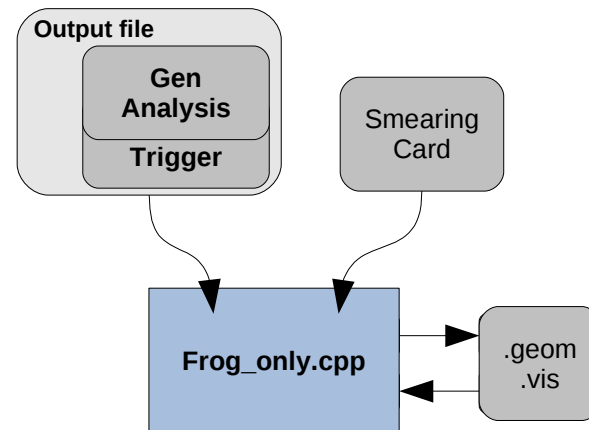 Output file
Gen
Analysis
Trigger
Smearing
Card
Frog_only.cpp
.geom
.vis